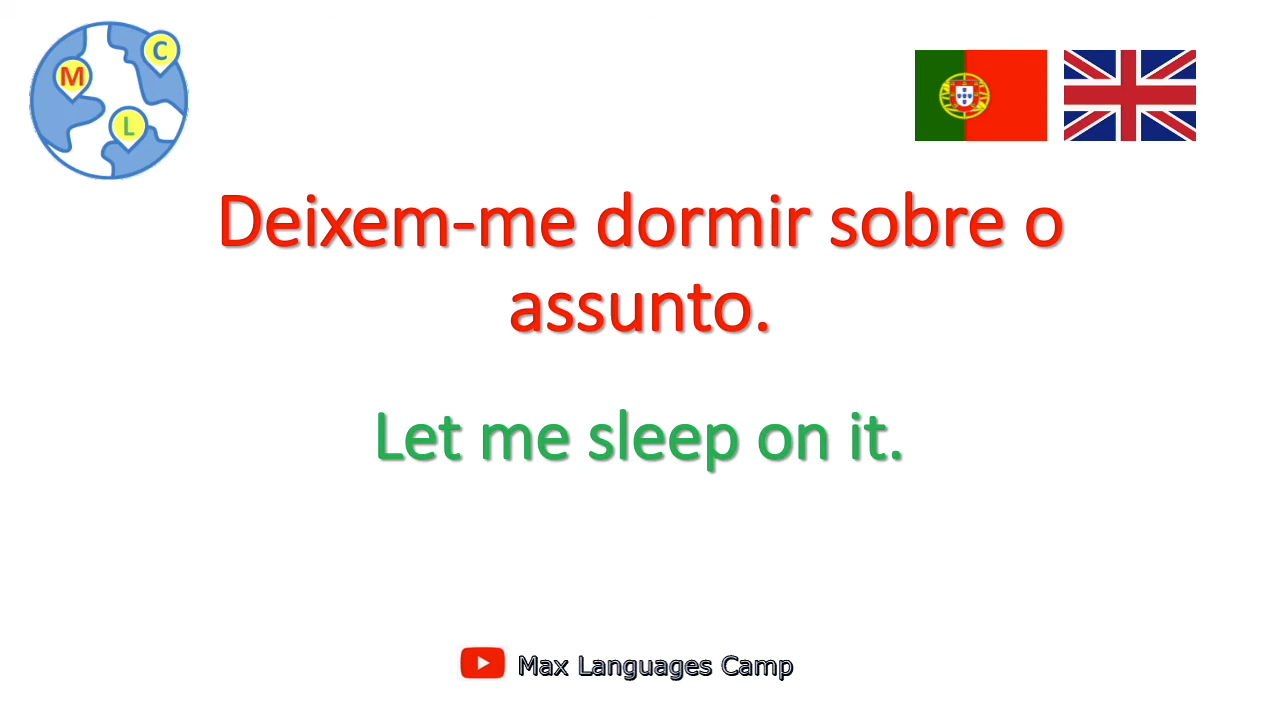 M
C
L
Deixem-me dormir sobre o
assunto.
Let me sleep on it.
Max Languages Camp